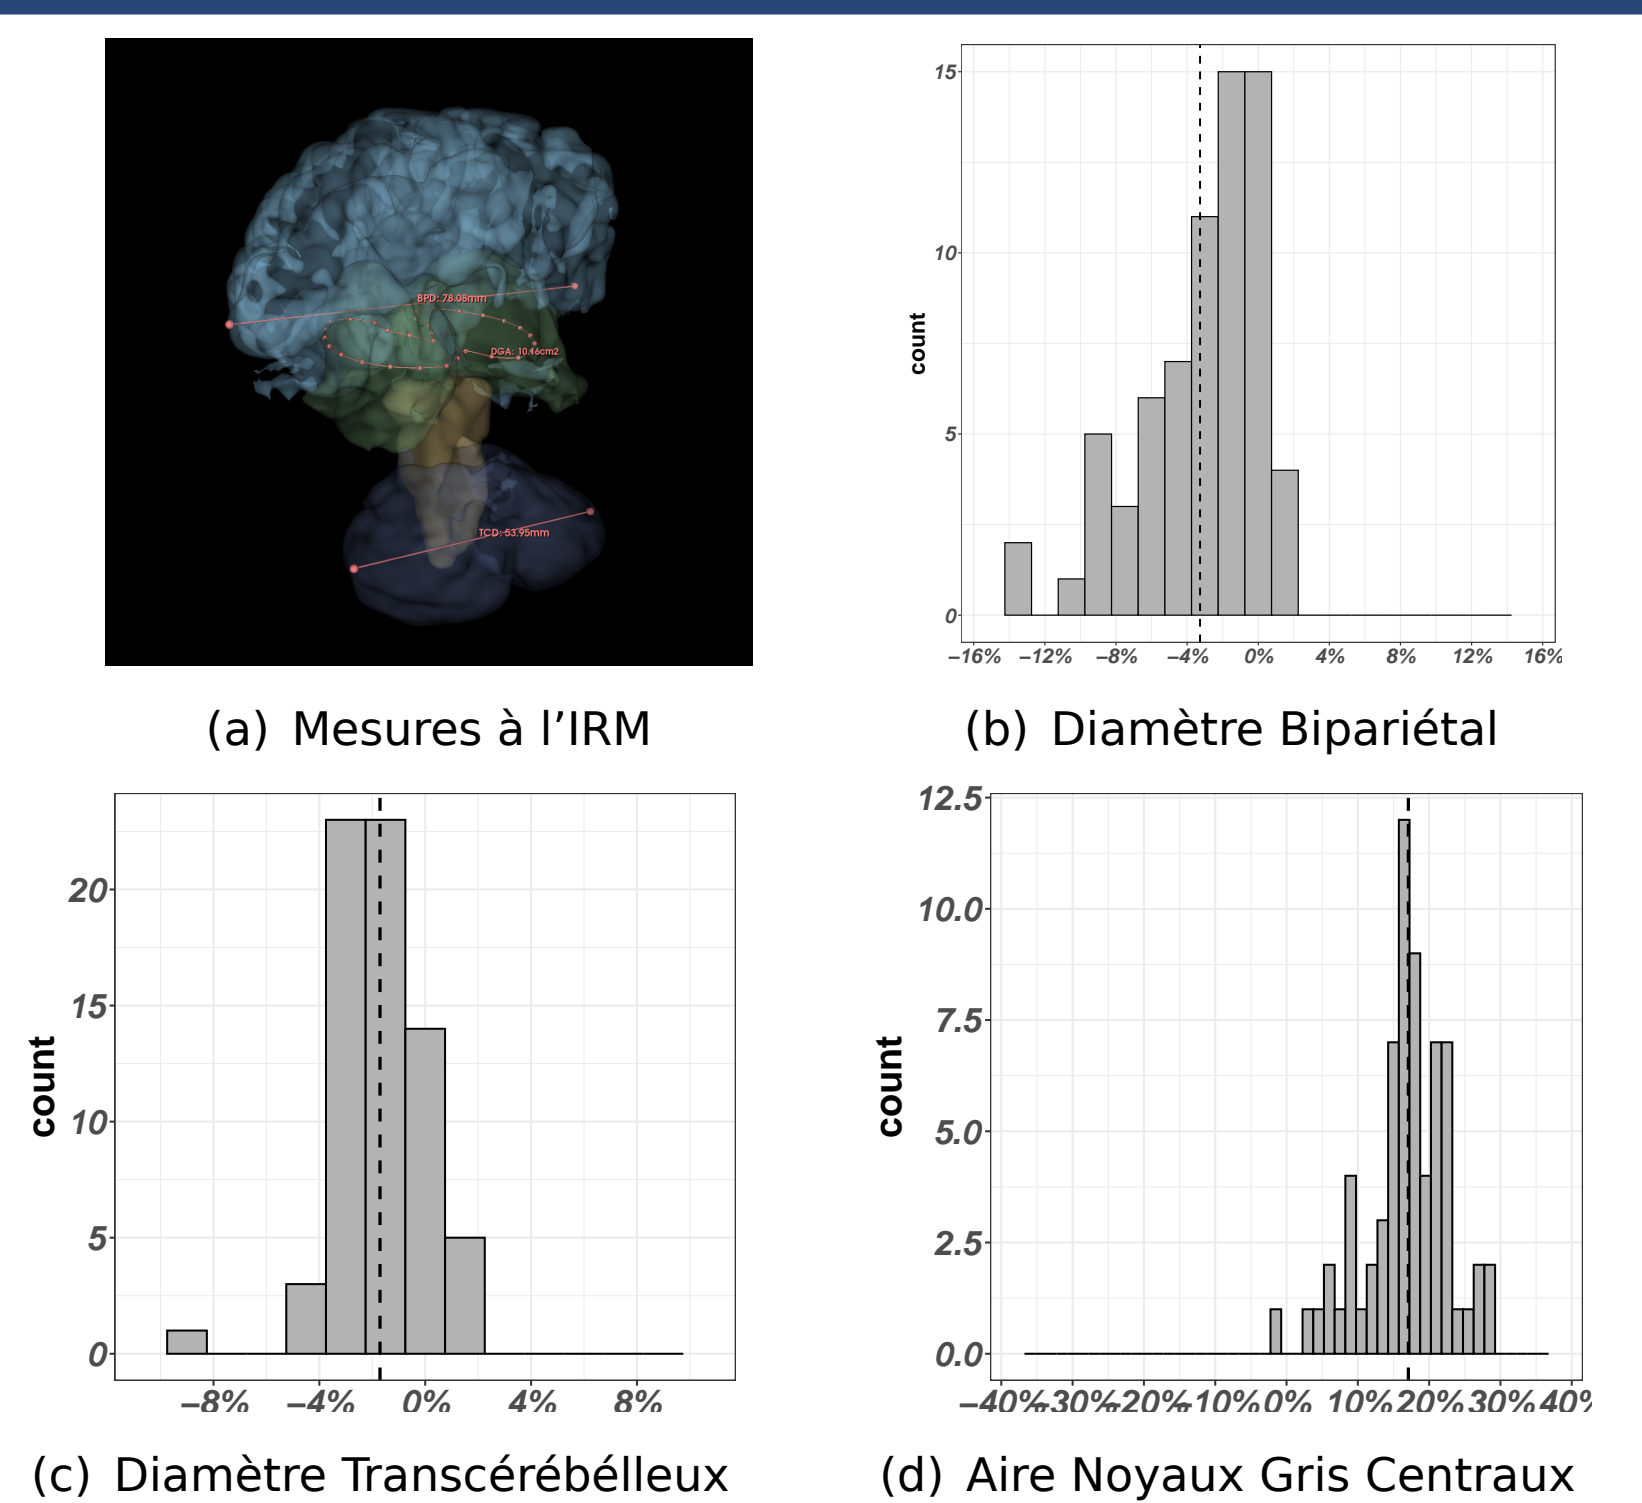 BPD: 78.08mm
DGA: 10.16cm2
TCD: 53.95mm
(a) Mesures à l’IRM
15
10
5
0
count
−16% −12% −8% −4% 0% 4% 8% 12% 16%
(b) Diamètre Bipariétal
20
15
10
5
0
count
−8% −4% 0% 4% 8%
(c) Diamètre Transcérébélleux
12.5
10.0
7.5
5.0
2.5
0.0
count
−40% −30% −20% −10% 0% 10% 20% 30% 40%
(d) Aire Noyaux Gris Centraux